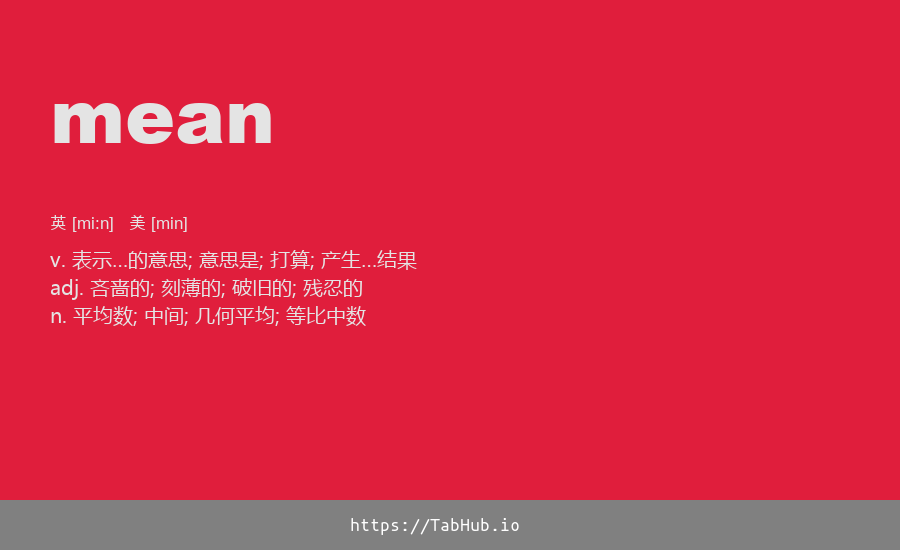 mean
英 [miːn]   美 [min]
v. 表示...的意思; 意思是; 打算; 产生...结果
adj. 吝啬的; 刻薄的; 破旧的; 残忍的
n. 平均数; 中间; 几何平均; 等比中数
https://TabHub.io